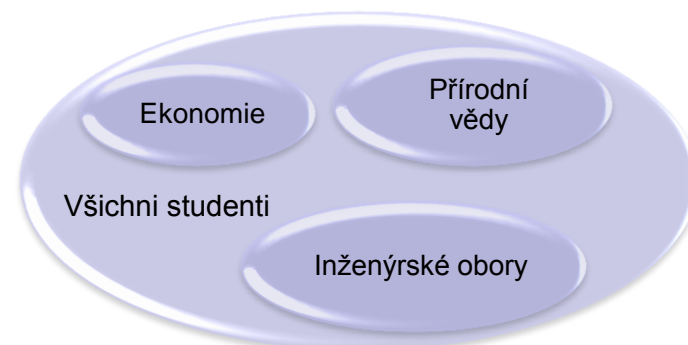 Ekonomie
Přírodní
vědy
Všichni studenti
Inženýrské obory